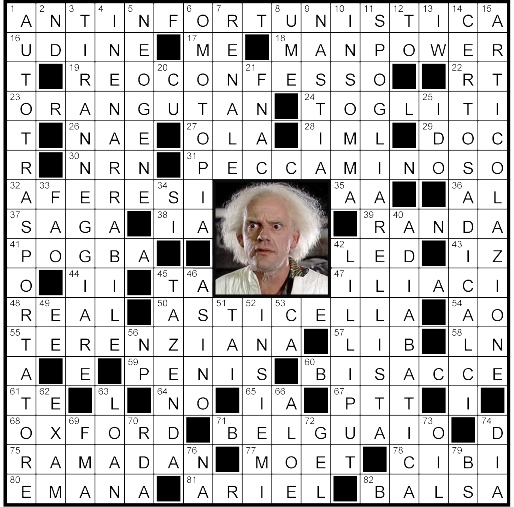 1 2 3 4 5 6 7 8 9 10 11 12 13 14 15
A N T I N F O R T U N I S T I C A
16 17 18
U D I N E M E M A N P O W E R
19 20 21 22
T R E O C O N F E S S O R T
23 24 25
O R A N G U T A N T O G L I T I
26 27 28 29
T N A E O L A I M L D O C
30 31
R N R N P E C C A M I N O S O
32 33 34 35 36
A F E R E S I A A A L
37 38 39 40
S A G A I A R A N D A
41 42 43
P O G B A L E D I Z
44 45 46 47
O I I T A I L I A C I
48 49 50 51 52 53 54
R E A L A S T I C E L L A A O
55 56 57 58
T E R E N Z I A N A L I B L N
59 60
A E P E N I S B I S A C C E
61 62 63 64 65 66 67
T E L N O I A P T T I
68 69 70 71 72 73 74
O X F O R D B E L G U A I O D
75 76 77 78 79
R A M A D A N M O E T C I B I
80 81 82
E M A N A A R I E L B A L S A